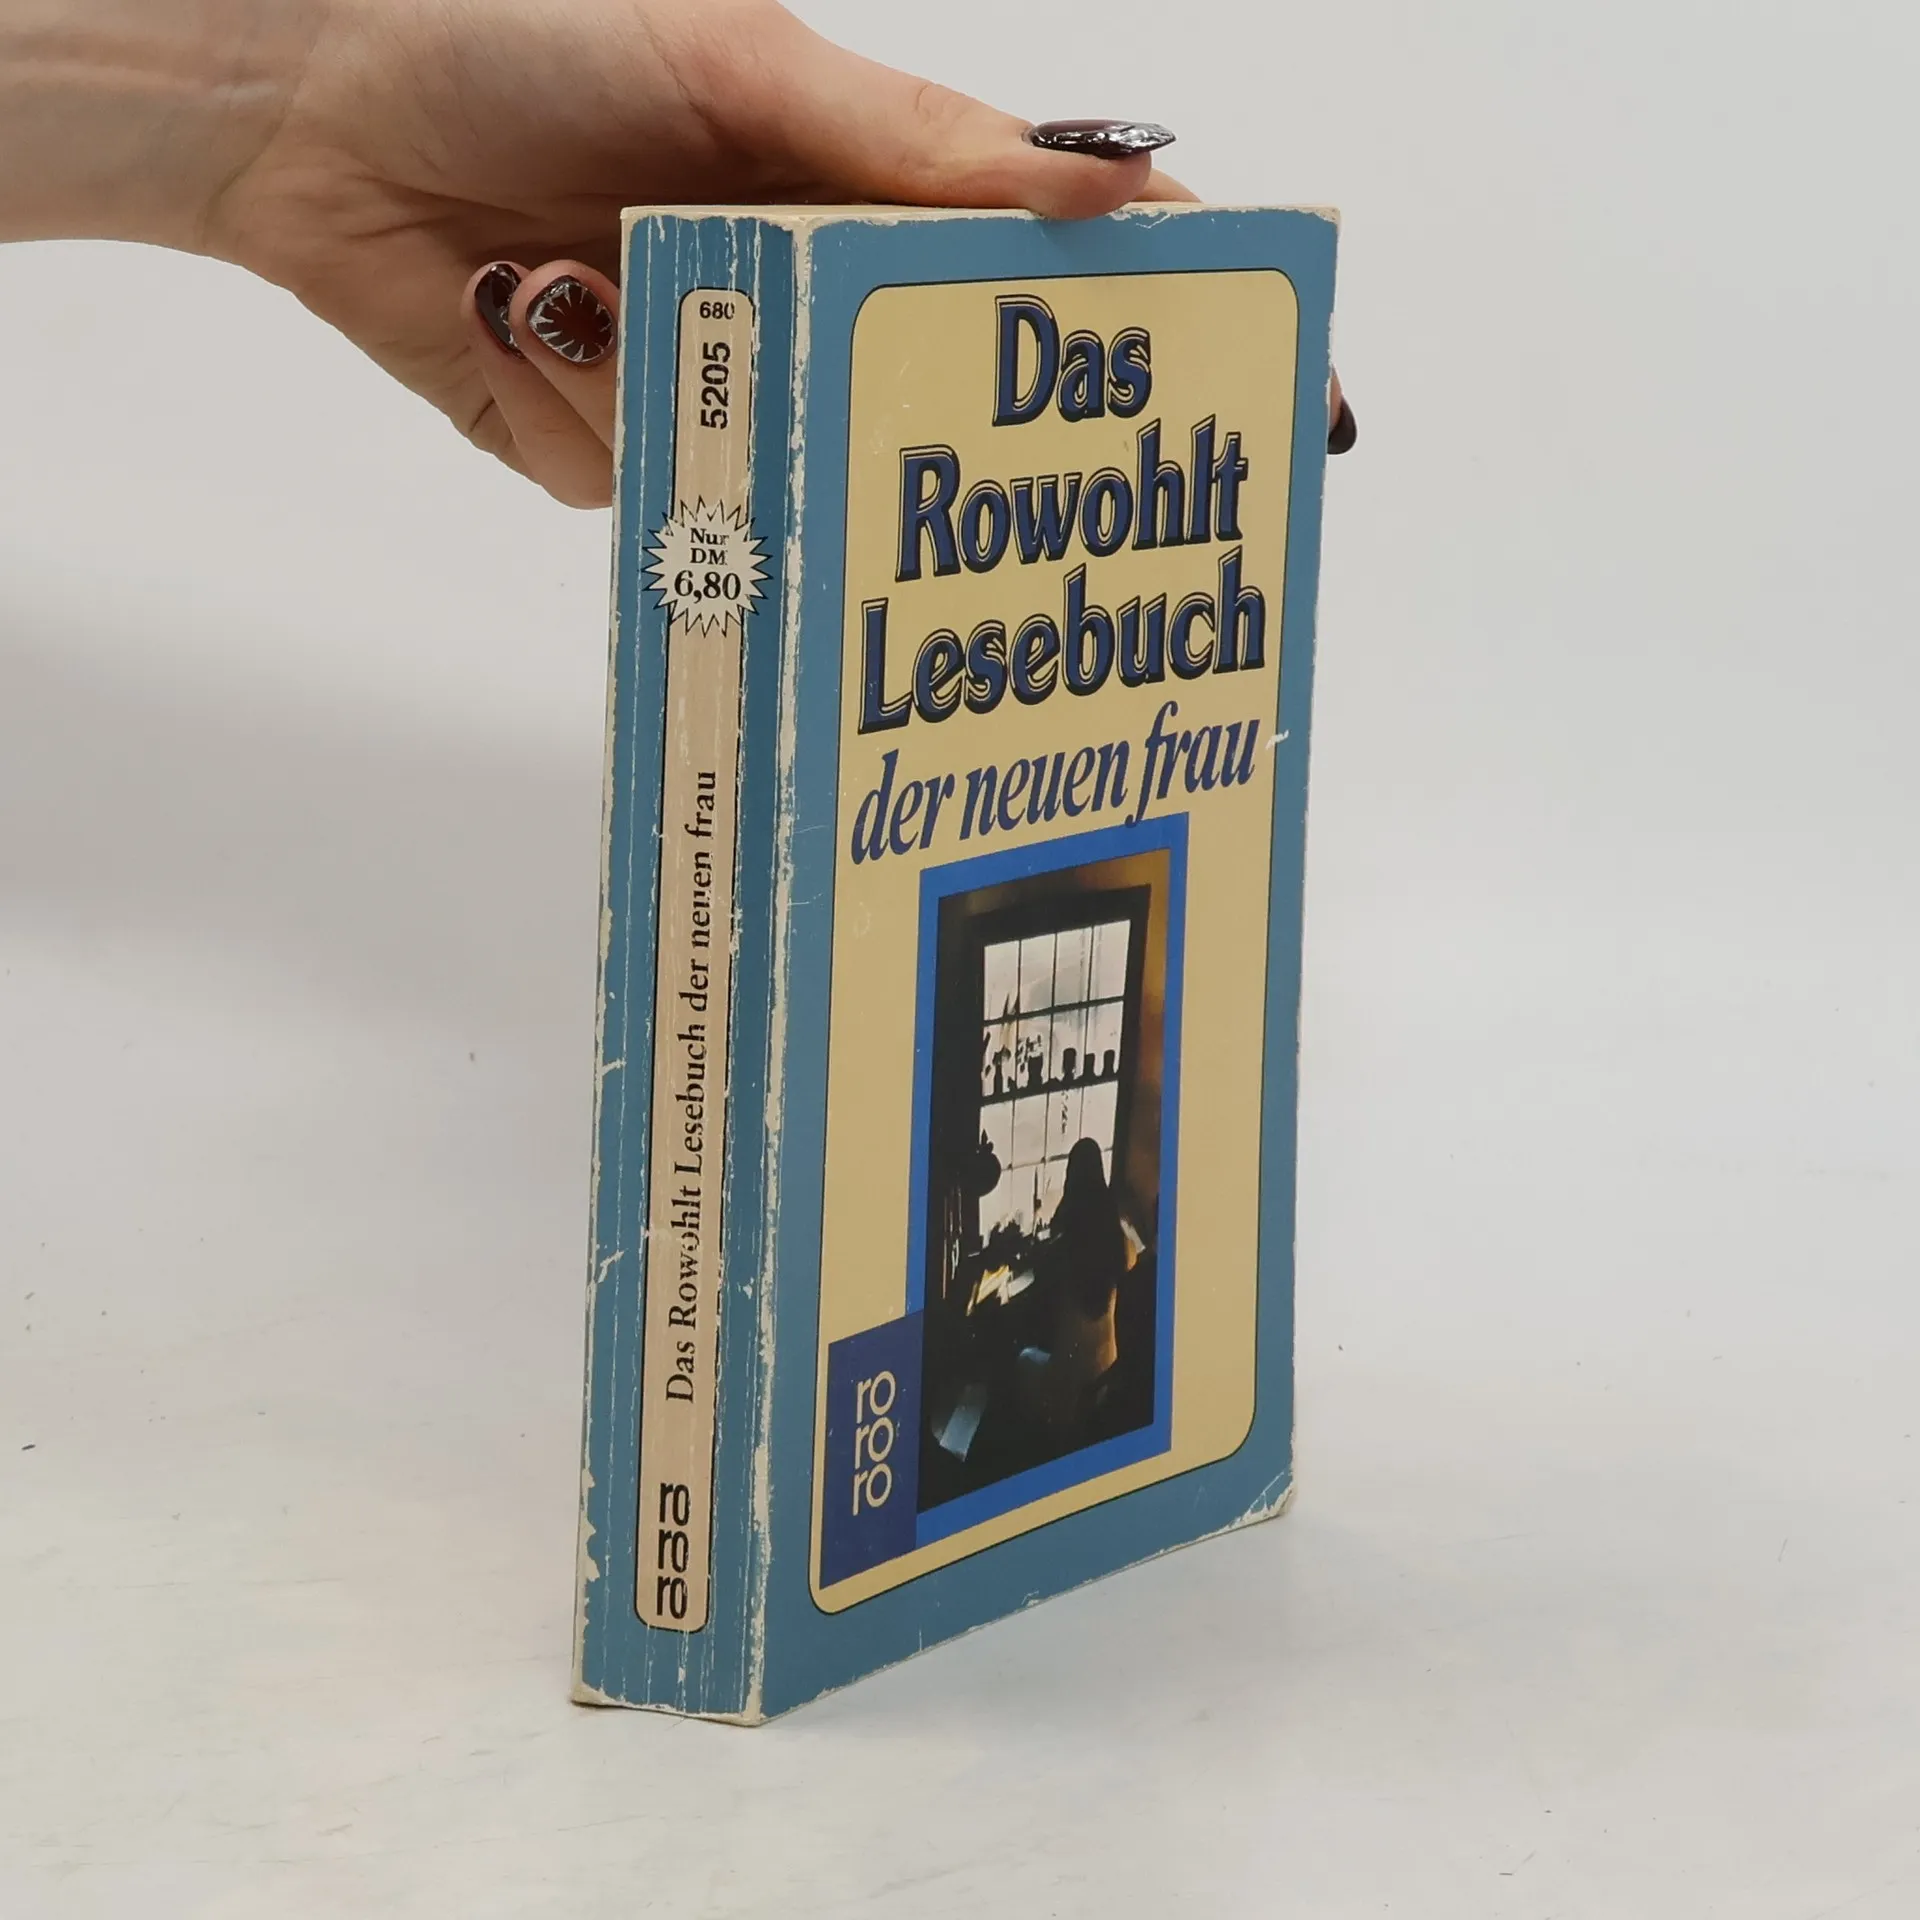 680
5205
Nur
DM
6,80
Das Rowohlt Lesebuch der neuen frau
ro
ro
ro
Das
Rowohlt
Lesebuch
der neuen frau
ro
ro
ro